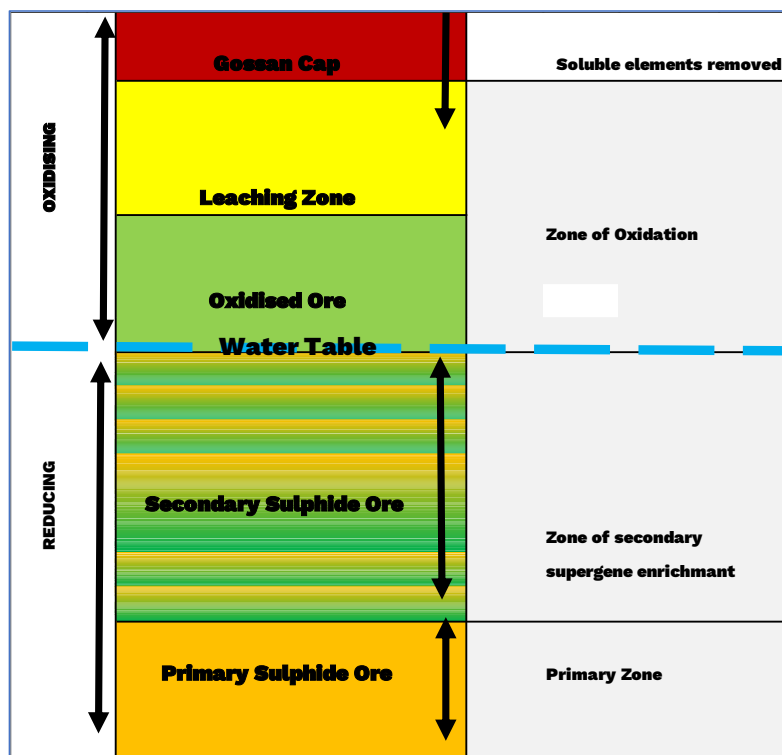 Gossan Cap
Soluble elements removed
OXIDISING
Leaching Zone
Zone of Oxidation
Oxidised Ore
Water Table
REDUCING
Secondary Sulphide Ore
Zone of secondary
supergene enrichmant
Primary Sulphide Ore
Primary Zone